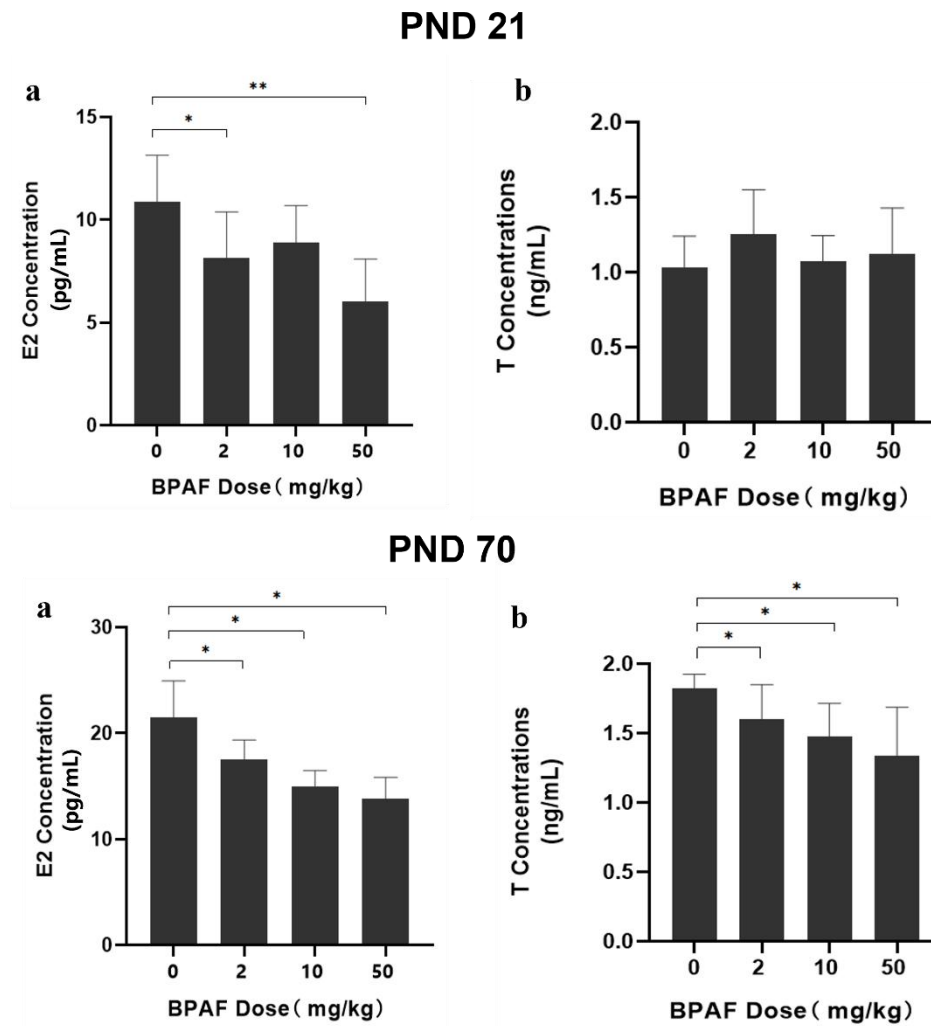 PND 21
a
**
*
15
10
5
0
E2 Concentration
(pg/mL)
0 2 10 50
BPAF Dose( mg/kg)
b
2.0
1.5
1.0
0.5
0.0
T Concentrations
(ng/mL)
0 2 10 50
BPAF Dose( mg/kg)
PND 70
a
*
*
*
30
20
10
0
E2 Concentration
(pg/mL)
0 2 10 50
BPAF Dose( mg/kg)
b
*
*
*
2.0
1.5
1.0
0.5
0.0
T Concentrations
(ng/mL)
0 2 10 50
BPAF Dose( mg/kg)